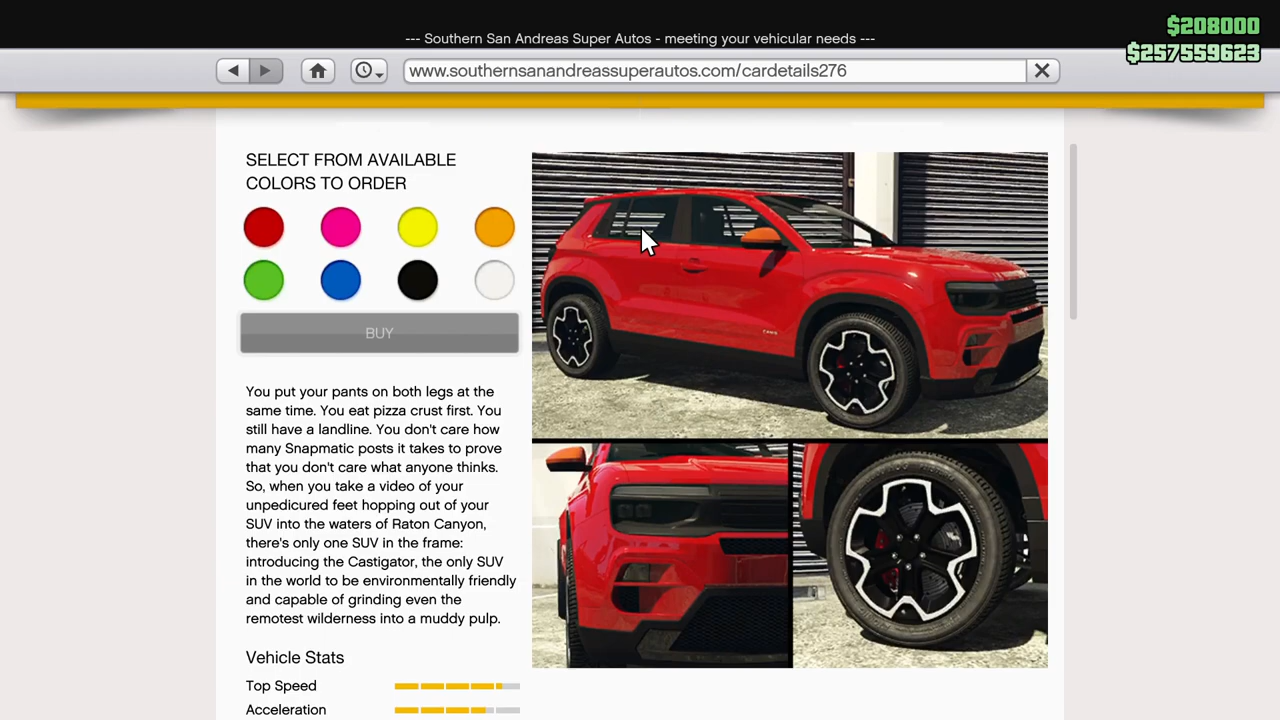 --- Southern San Andreas Super Autos - meeting your vehicular needs ---
$208000
$257559623
www.southernsanandreassuperautos.com/cardetails276
SELECT FROM AVAILABLE
COLORS TO ORDER
BUY
You put your pants on both legs at the
same time. You eat pizza crust first. You
still have a landline. You don't care how
many Snapmatic posts it takes to prove
that you don't care what anyone thinks.
So, when you take a video of your
unpedicured feet hopping out of your
SUV into the waters of Raton Canyon,
there's only one SUV in the frame:
introducing the Castigator, the only SUV
in the world to be environmentally friendly
and capable of grinding even the
remotest wilderness into a muddy pulp.
Vehicle Stats
Top Speed
Acceleration